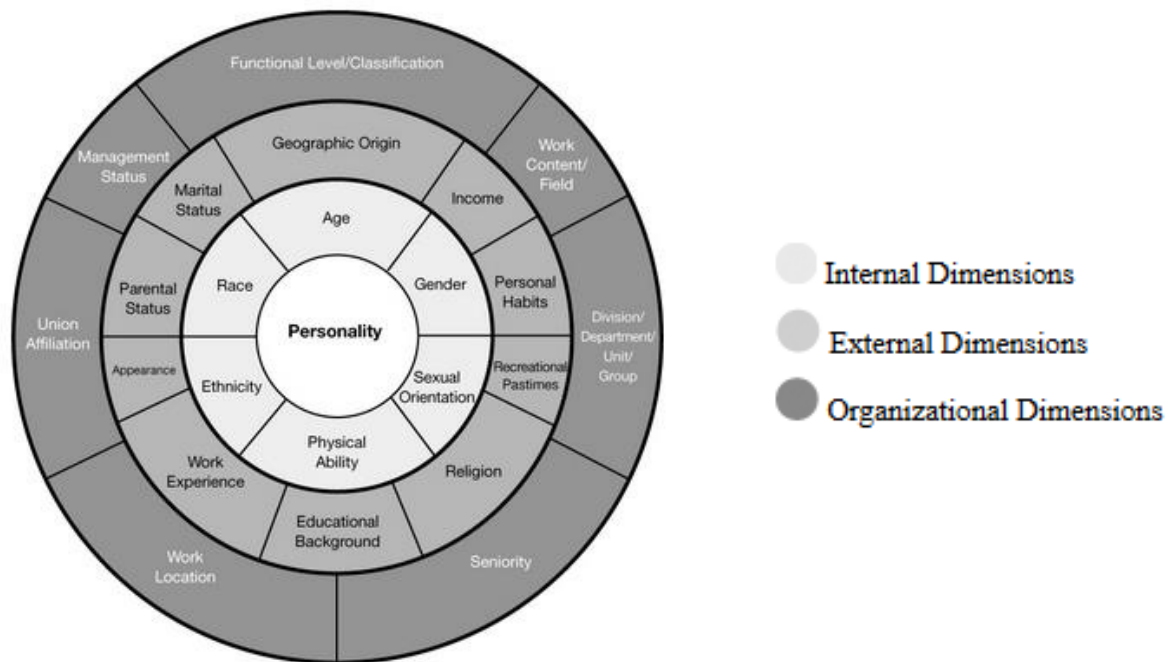 Functional Level/Classification
Management
Status
Work
Content/
Field
Division/
Department/
Unit/
Group
Seniority
Work
Location
Union
Affiliation
Geographic Origin
Income
Personal
Habits
Recreational
Pastimes
Religion
Educational
Background
Work
Experience
Appearance
Parental
Status
Marital
Status
Age
Gender
Sexual
Orientation
Physical
Ability
Ethnicity
Race
Personality
Internal Dimensions
External Dimensions
Organizational Dimensions